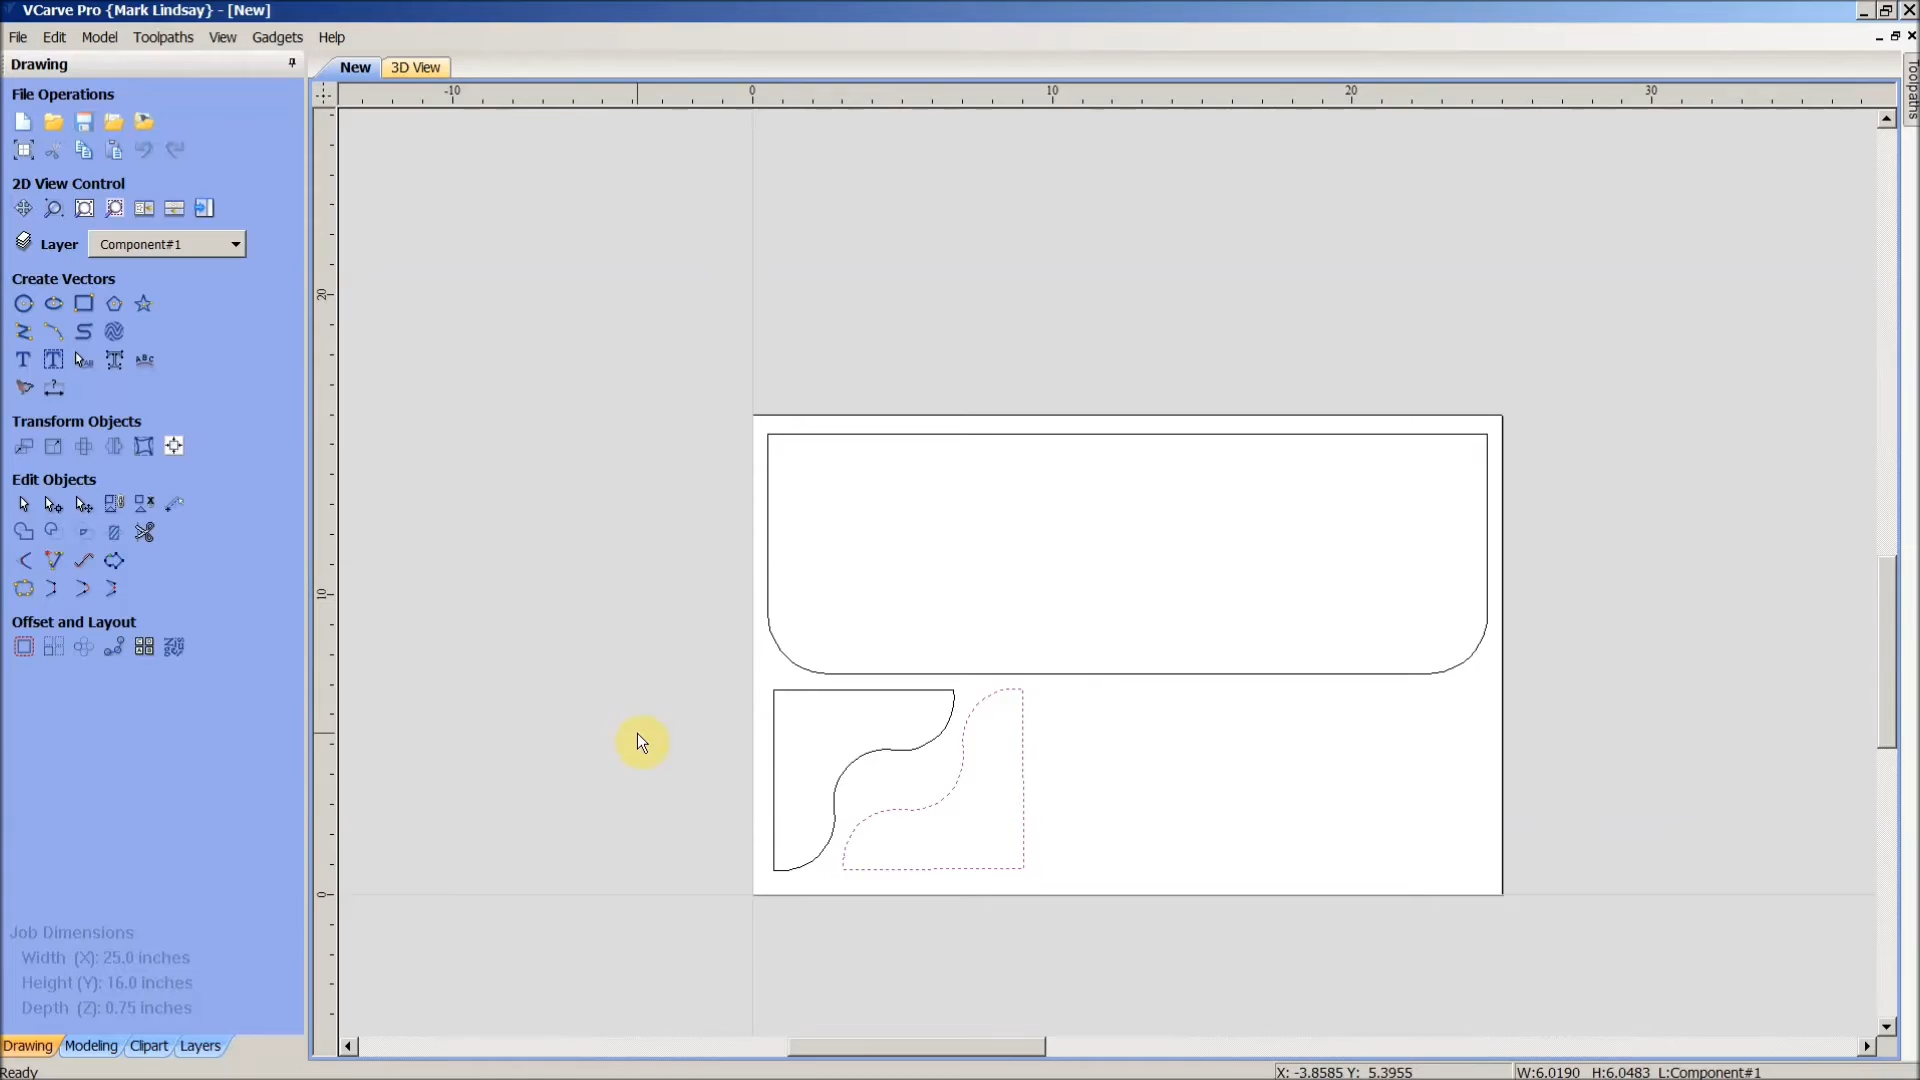 VCarve Pro {Mark Lindsay} - [New]
File Edit Model Toolpaths View Gadgets Help
Drawing
New 3D View
Toolpaths
File Operations
-10 0 10 20 30
2D View Control
Layer Component#1
Create Vectors
20
Transform Objects
Edit Objects
10
Offset and Layout
0
Job Dimensions
Width (X): 25.0 inches
Height (Y): 16.0 inches
Depth (Z): 0.75 inches
Drawing Modeling Clipart Layers
Ready X: -3.8585 Y: 5.3955 W:6.0190 H:6.0483 L:Component#1